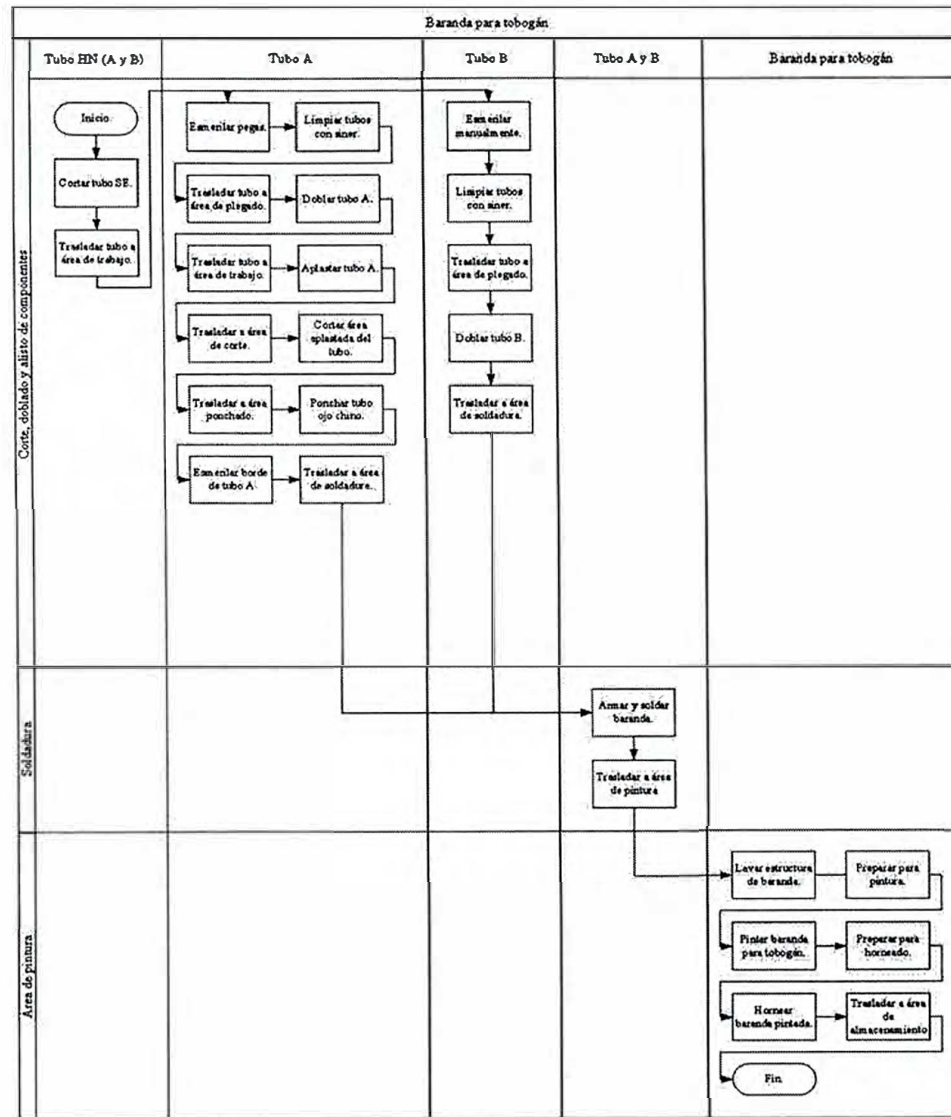 Baranda para tobogán
Tubo HN (A y B)
Tubo A
Tubo B
Tubo A y B
Baranda para tobogán
Corte, doblado y alisto de componentes
Inicio
Cortar tubo SE.
Trasladar tubo a
área de trabajo.
Esmerilar pegas.
Limpiar tubos
con siner.
Trasladar tubo a
área de plegado.
Doblar tubo A.
Trasladar tubo a
área de trabajo.
Aplastar tubo A.
Trasladar a área
de corte.
Cortar área
aplastada del
tubo.
Trasladar a área
ponchado.
Ponchar tubo
ojo chino.
Esmerilar borde
de tubo A
Trasladar a área
de soldadura.
Esmerilar
manualmente.
Limpiar tubos
con siner.
Trasladar tubo a
área de plegado.
Doblar tubo B.
Trasladar a área
de soldadura.
Soldadura
Armar y soldar
baranda.
Trasladar a área
de pintura
Área de pintura
Lavar estructura
de baranda.
Preparar para
pintura.
Pintar baranda
para tobogán.
Preparar para
horneado.
Hornear
baranda pintada.
Trasladar a área
de
almacenamiento
Fin